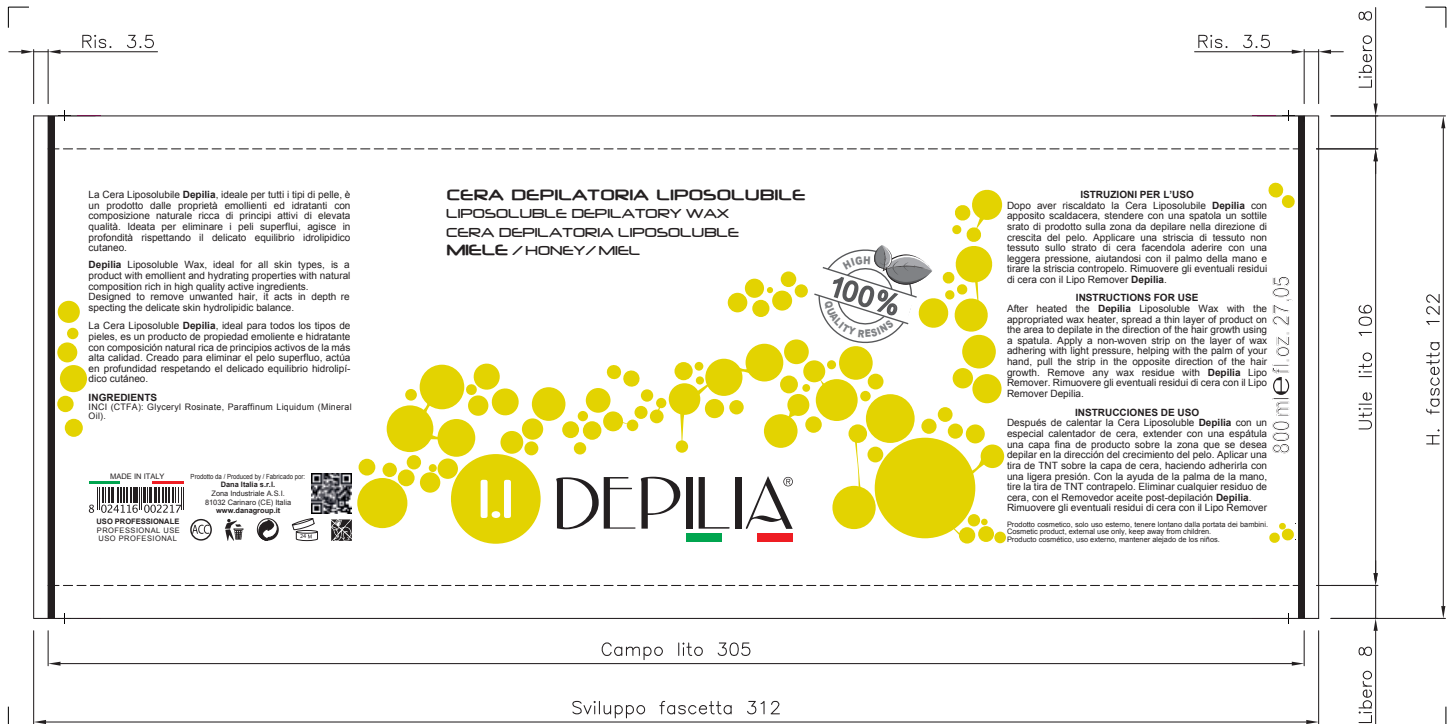 Ris. 3.5
Ris. 3.5
Libero 8
La Cera Liposolubile Depilia, ideale per tutti i tipi di pelle, è
un prodotto dalle proprietà emollienti ed idratanti con
composizione naturale ricca di principi attivi di elevata
qualità. Ideata per eliminare i peli superflui, agisce in
profondità rispettando il delicato equilibrio idrolipidico
cutaneo.
Depilia Liposoluble Wax, ideal for all skin types, is a
product with emollient and hydrating properties with natural
composition rich in high quality active ingredients.
Designed to remove unwanted hair, it acts in depth re
specting the delicate skin hydrolipidic balance.
La Cera Liposoluble Depilia, ideal para todos los tipos de
pieles, es un producto de propiedad emoliente e hidratante
con composición natural rica de principios activos de la más
alta calidad. Creado para eliminar el pelo superfluo, actúa
en profundidad respetando el delicado equilibrio hidrolipí-
dico cutáneo.
INGREDIENTS
INCI (CTFA): Glyceryl Rosinate, Paraffinum Liquidum (Mineral
Oil).
MADE IN ITALY
8 024116 002217
USO PROFESSIONALE
PROFESSIONAL USE
USO PROFESIONAL
Prodotto da / Produced by / Fabricado por:
Dana Italia s.r.l.
Zona Industriale A.S.I.
81032 Carinaro (CE) Italia
www.danagroup.it
ACC
24 M
CERA DEPILATORIA LIPOSOLUBILE
LIPOSOLUBLE DEPILATORY WAX
CERA DEPILATORIA LIPOSOLUBLE
MIELE / HONEY/ MIEL
HIGH
100%
QUALITY RESINS
DEPILIA®
ISTRUZIONI PER L'USO
Dopo aver riscaldato la Cera Liposolubile Depilia con
apposito scaldacera, stendere con una spatola un sottile
srato di prodotto sulla zona da depilare nella direzione di
crescita del pelo. Applicare una striscia di tessuto non
tessuto sullo strato di cera facendola aderire con una
leggera pressione, aiutandosi con il palmo della mano e
tirare la striscia contropelo. Rimuovere gli eventuali residui
di cera con il Lipo Remover Depilia.
INSTRUCTIONS FOR USE
After heated the Depilia Liposoluble Wax with the
appropriated wax heater, spread a thin layer of product on
the area to depilate in the direction of the hair growth using
a spatula. Apply a non-woven strip on the layer of wax
adhering with light pressure, helping with the palm of your
hand, pull the strip in the opposite direction of the hair
growth. Remove any wax residue with Depilia Lipo
Remover. Rimuovere gli eventuali residui di cera con il Lipo
Remover Depilia.
INSTRUCCIONES DE USO
Después de calentar la Cera Liposoluble Depilia con un
especial calentador de cera, extender con una espátula
una capa fina de producto sobre la zona que se desea
depilar en la dirección del crecimiento del pelo. Aplicar una
tira de TNT sobre la capa de cera, haciendo adherirla con
una ligera presión. Con la ayuda de la palma de la mano,
tire la tira de TNT contrapelo. Eliminar cualquier residuo de
cera, con el Removedor aceite post-depilación Depilia.
Rimuovere gli eventuali residui di cera con il Lipo Remover
Prodotto cosmetico, solo uso esterno, tenere lontano dalla portata dei bambini.
Cosmetic product, external use only, keep away from children.
Producto cosmético, uso externo, mantener alejado de los niños.
800 ml e fl.oz. 27,05
Utile lito 106
H. fascetta 122
Libero 8
Campo lito 305
Sviluppo fascetta 312